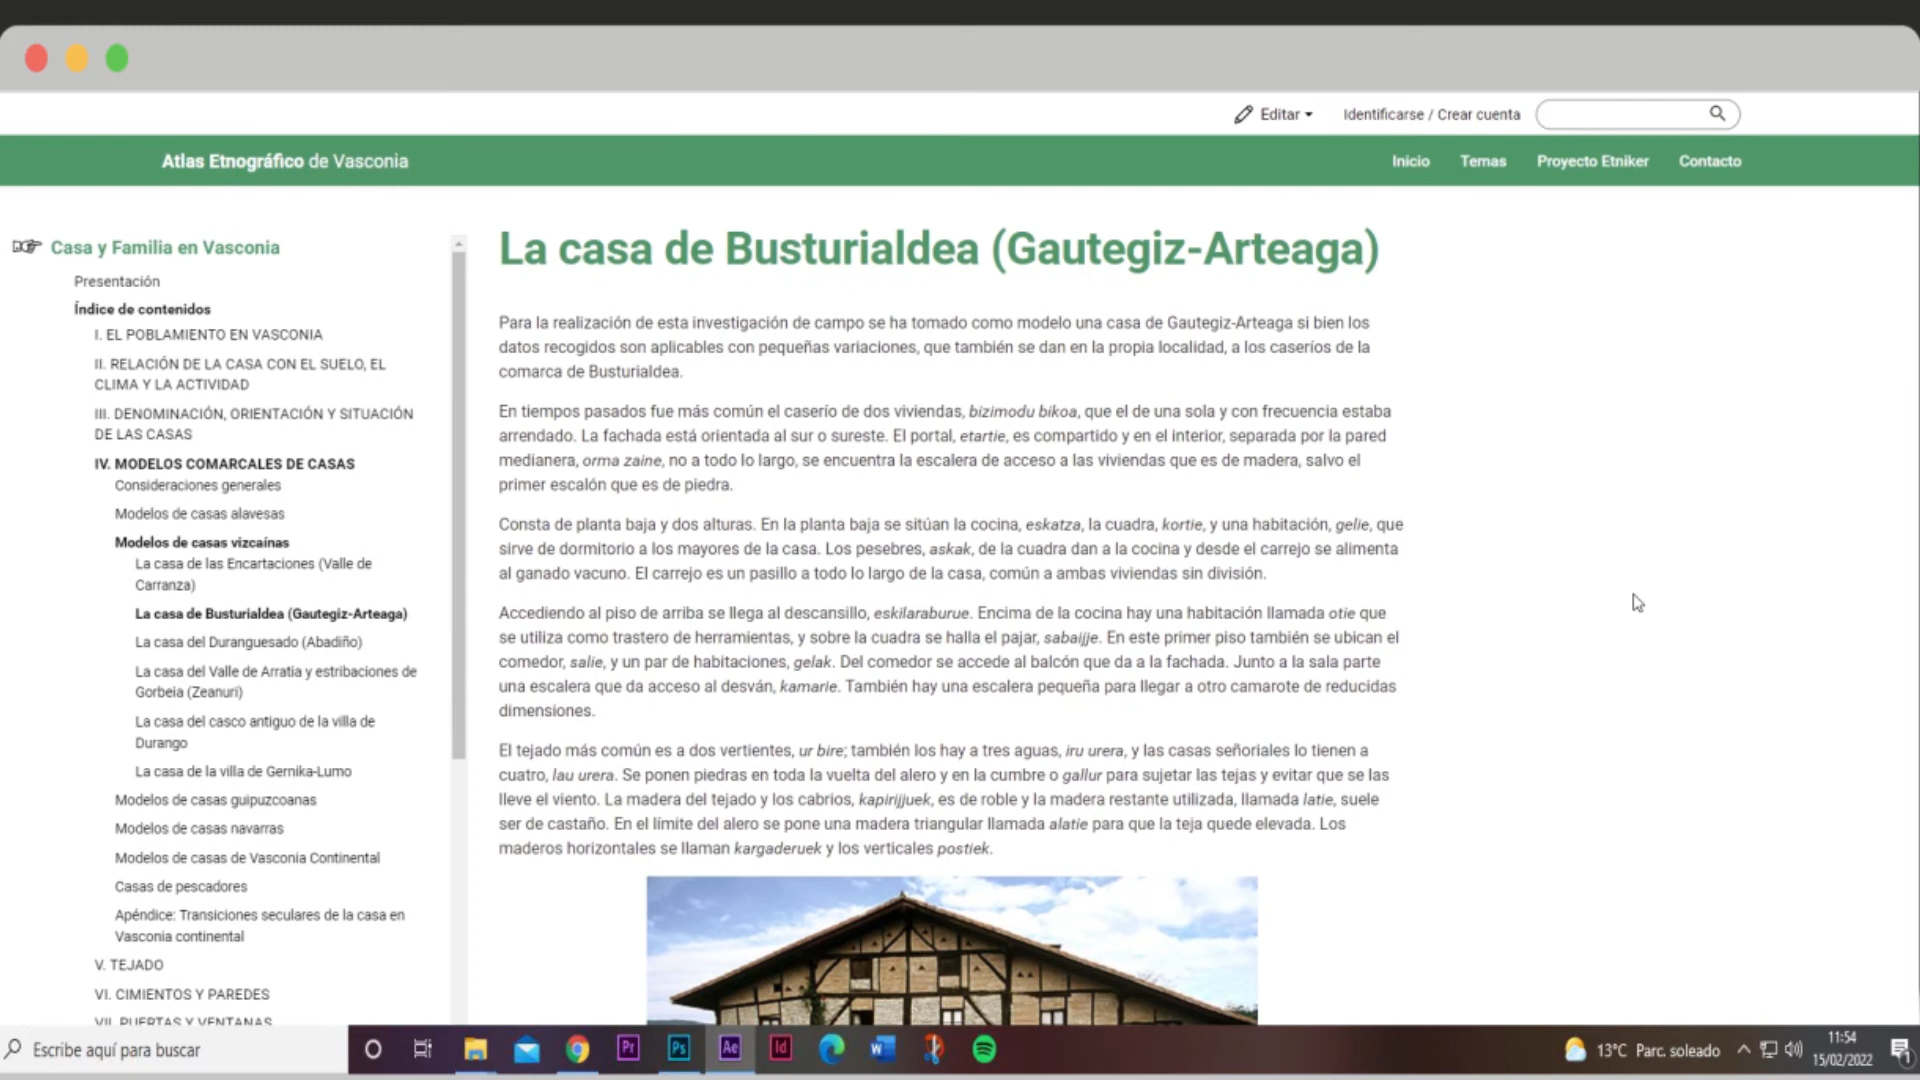 Editar
Identificarse / Crear cuenta
Atlas Etnográfico de Vasconia
Inicio
Temas
Proyecto Etniker
Contacto
Casa y Familia en Vasconia
Presentación
Índice de contenidos
I. EL POBLAMIENTO EN VASCONIA
II. RELACIÓN DE LA CASA CON EL SUELO, EL
CLIMA Y LA ACTIVIDAD
III. DENOMINACIÓN, ORIENTACIÓN Y SITUACIÓN
DE LAS CASAS
IV. MODELOS COMARCALES DE CASAS
Consideraciones generales
Modelos de casas alavesas
Modelos de casas vizcaínas
La casa de las Encartaciones (Valle de
Carranza)
La casa de Busturialdea (Gautegiz-Arteaga)
La casa del Duranguesado (Abadiño)
La casa del Valle de Arratia y estribaciones de
Gorbeia (Zeanuri)
La casa del casco antiguo de la villa de
Durango
La casa de la villa de Gernika-Lumo
Modelos de casas guipuzcoanas
Modelos de casas navarras
Modelos de casas de Vasconia Continental
Casas de pescadores
Apéndice: Transiciones seculares de la casa en
Vasconia continental
V. TEJADO
VI. CIMIENTOS Y PAREDES
VII. PUERTAS Y VENTANAS
La casa de Busturialdea (Gautegiz-Arteaga)
Para la realización de esta investigación de campo se ha tomado como modelo una casa de Gautegiz-Arteaga si bien los
datos recogidos son aplicables con pequeñas variaciones, que también se dan en la propia localidad, a los caseríos de la
comarca de Busturialdea.
En tiempos pasados fue más común el caserío de dos viviendas, bizimodu bikoa, que el de una sola y con frecuencia estaba
arrendado. La fachada está orientada al sur o sureste. El portal, etartie, es compartido y en el interior, separada por la pared
medianera, orma zaine, no a todo lo largo, se encuentra la escalera de acceso a las viviendas que es de madera, salvo el
primer escalón que es de piedra.
Consta de planta baja y dos alturas. En la planta baja se sitúan la cocina, eskatza, la cuadra, kortie, y una habitación, gelie, que
sirve de dormitorio a los mayores de la casa. Los pesebres, askak, de la cuadra dan a la cocina y desde el carrejo se alimenta
al ganado vacuno. El carrejo es un pasillo a todo lo largo de la casa, común a ambas viviendas sin división.
Accediendo al piso de arriba se llega al descansillo, eskilaraburue. Encima de la cocina hay una habitación llamada otie que
se utiliza como trastero de herramientas, y sobre la cuadra se halla el pajar, sabaijje. En este primer piso también se ubican el
comedor, salie, y un par de habitaciones, gelak. Del comedor se accede al balcón que da a la fachada. Junto a la sala parte
una escalera que da acceso al desván, kamarie. También hay una escalera pequeña para llegar a otro camarote de reducidas
dimensiones.
El tejado más común es a dos vertientes, ur bire; también los hay a tres aguas, iru urera, y las casas señoriales lo tienen a
cuatro, lau urera. Se ponen piedras en toda la vuelta del alero y en la cumbre o gallur para sujetar las tejas y evitar que se las
lleve el viento. La madera del tejado y los cabrios, kapirijjuek, es de roble y la madera restante utilizada, llamada latie, suele
ser de castaño. En el límite del alero se pone una madera triangular llamada alatie para que la teja quede elevada. Los
maderos horizontales se llaman kargaderuek y los verticales postiek.
Escribe aquí para buscar
Pr
Ps
Ae
Id
W
13°C Parc. soleado
11:54
15/02/2022
1